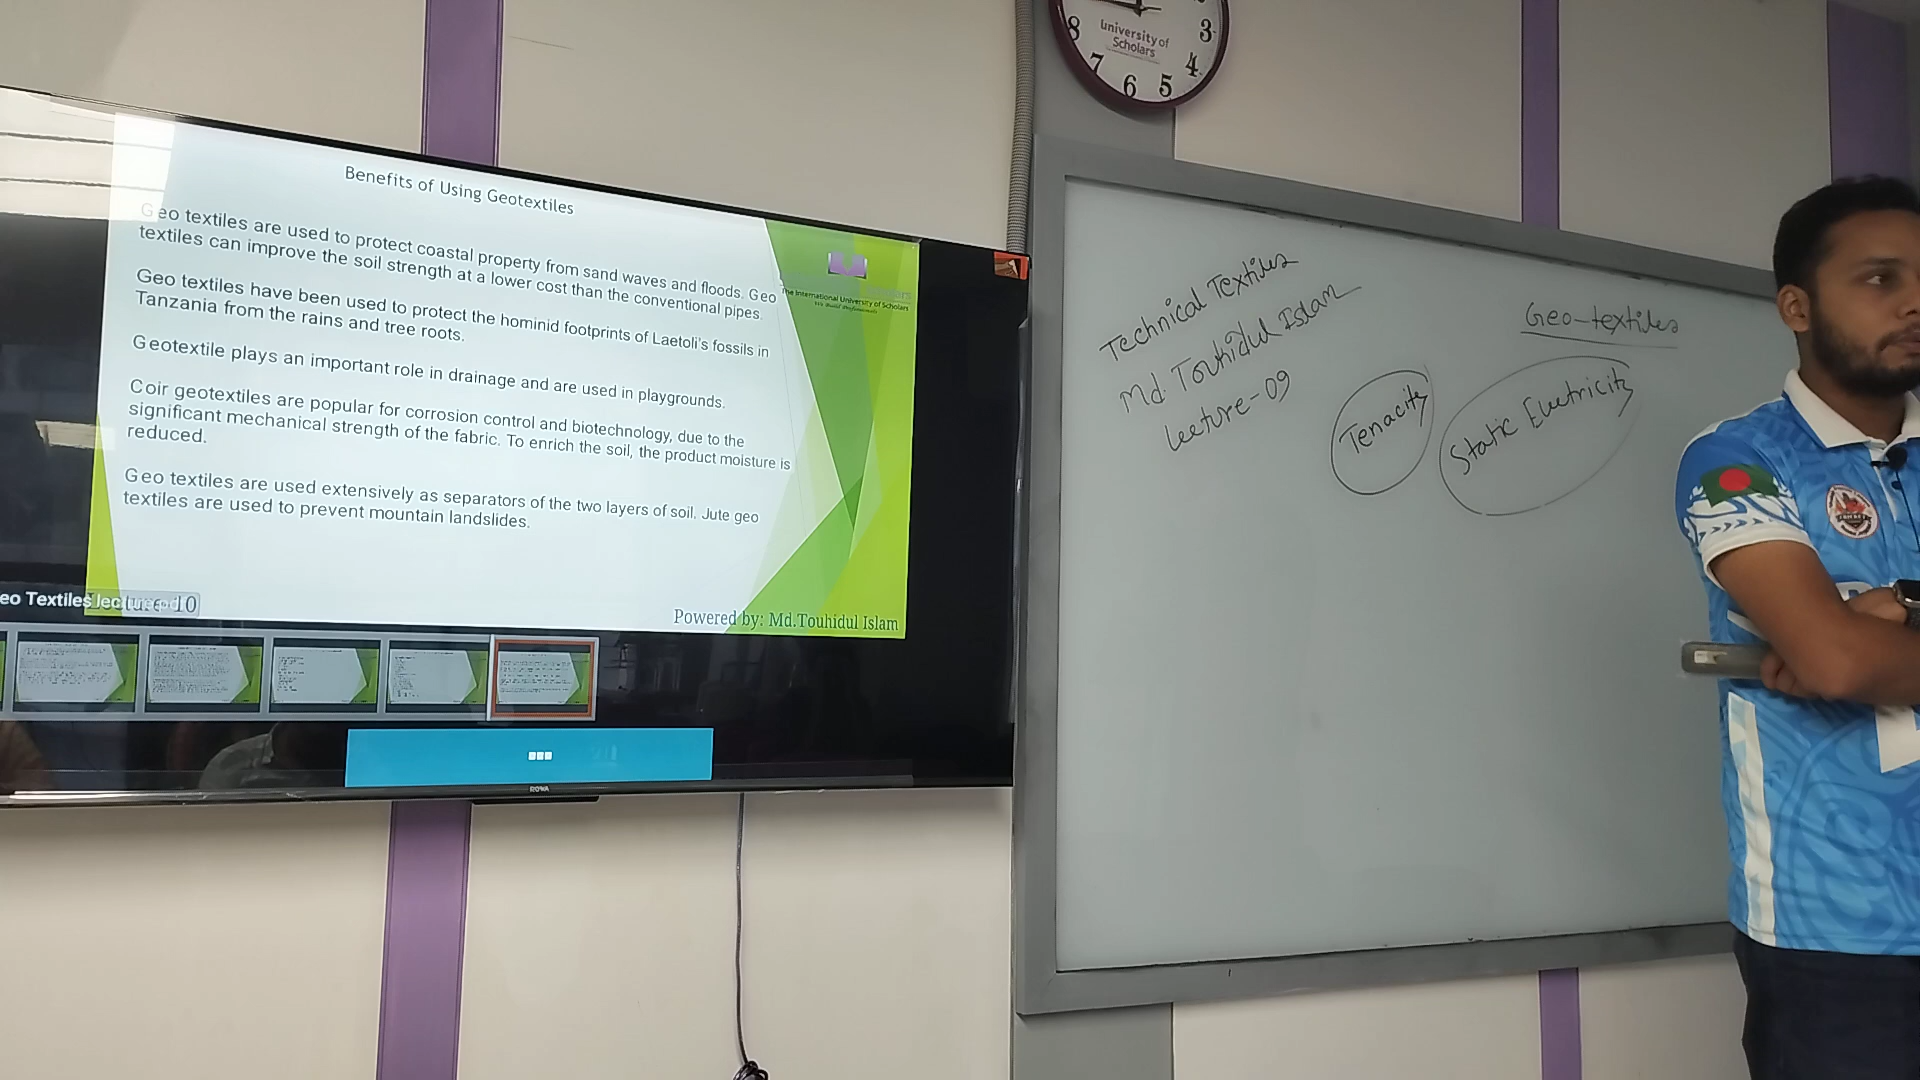 Benefits of Using Geotextiles
Geo textiles are used to protect coastal property from sand waves and floods. Geo
textiles can improve the soil strength at a lower cost than the conventional pipes.
Geo textiles have been used to protect the hominid footprints of Laetoli's fossils in
Tanzania from the rains and tree roots.
Geotextile plays an important role in drainage and are used in playgrounds.
Coir geotextiles are popular for corrosion control and biotechnology, due to the
significant mechanical strength of the fabric. To enrich the soil, the product moisture is
reduced.
Geo textiles are used extensively as separators of the two layers of soil. Jute geo
textiles are used to prevent mountain landslides.
The International University of Scholars
eo Textiles
Lecture-10
Powered by: Md.Touhidul Islam
ROWA
University of
Scholars
8 7 6 5 4 3
Technical Textiles
Md. Touhidul Islam
Lecture-09
Geo-textiles
Tenacity
Static Electricity